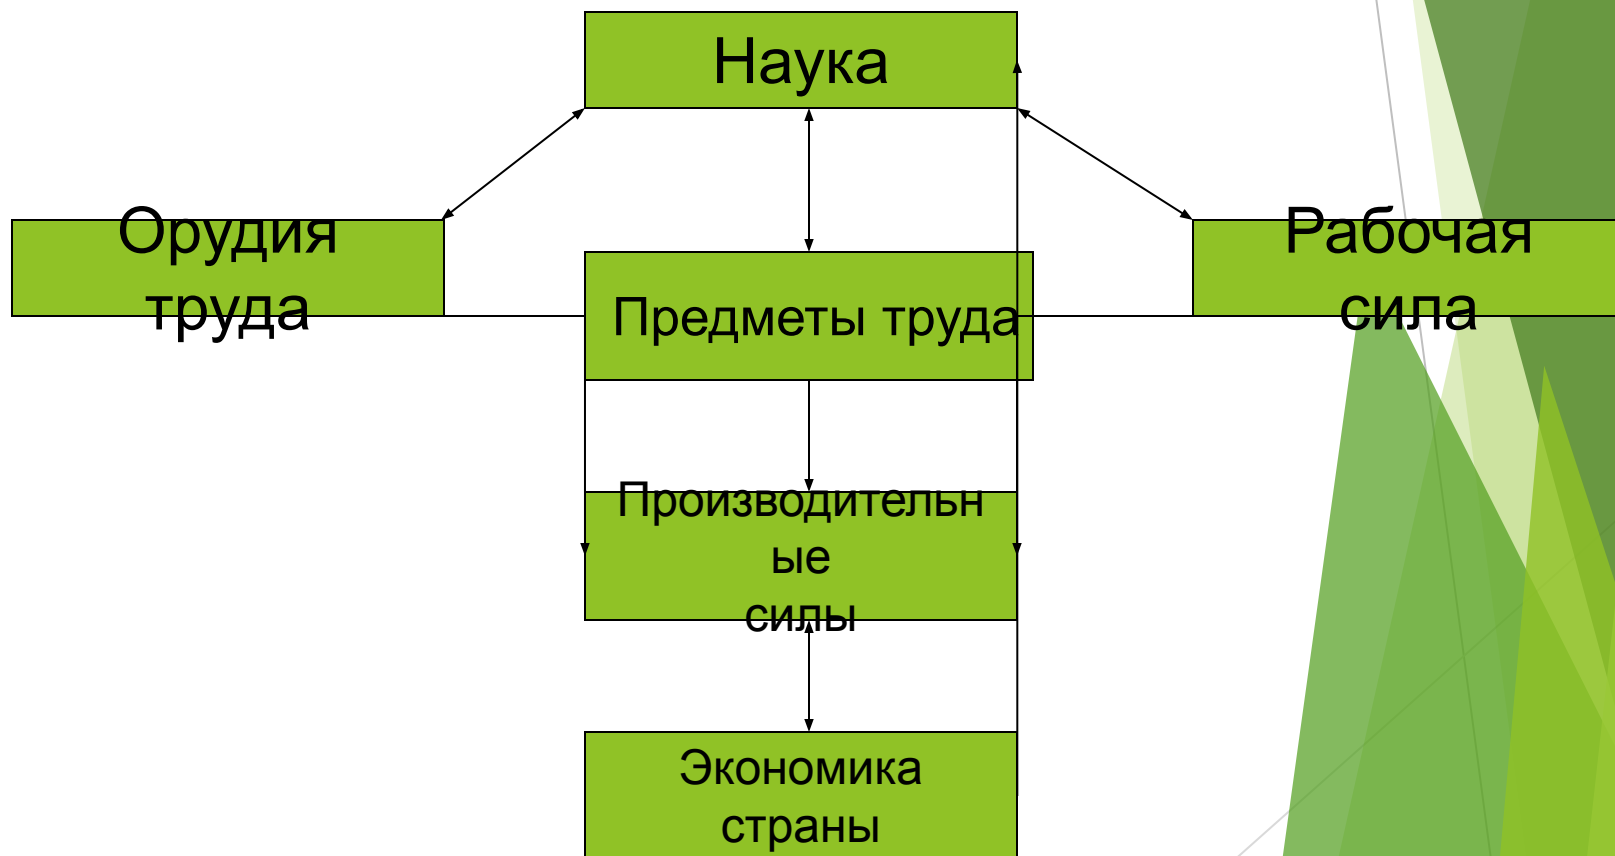 Наука
Орудия
труда
Рабочая
сила
Предметы труда
Производительн
ые
силы
Экономика
страны